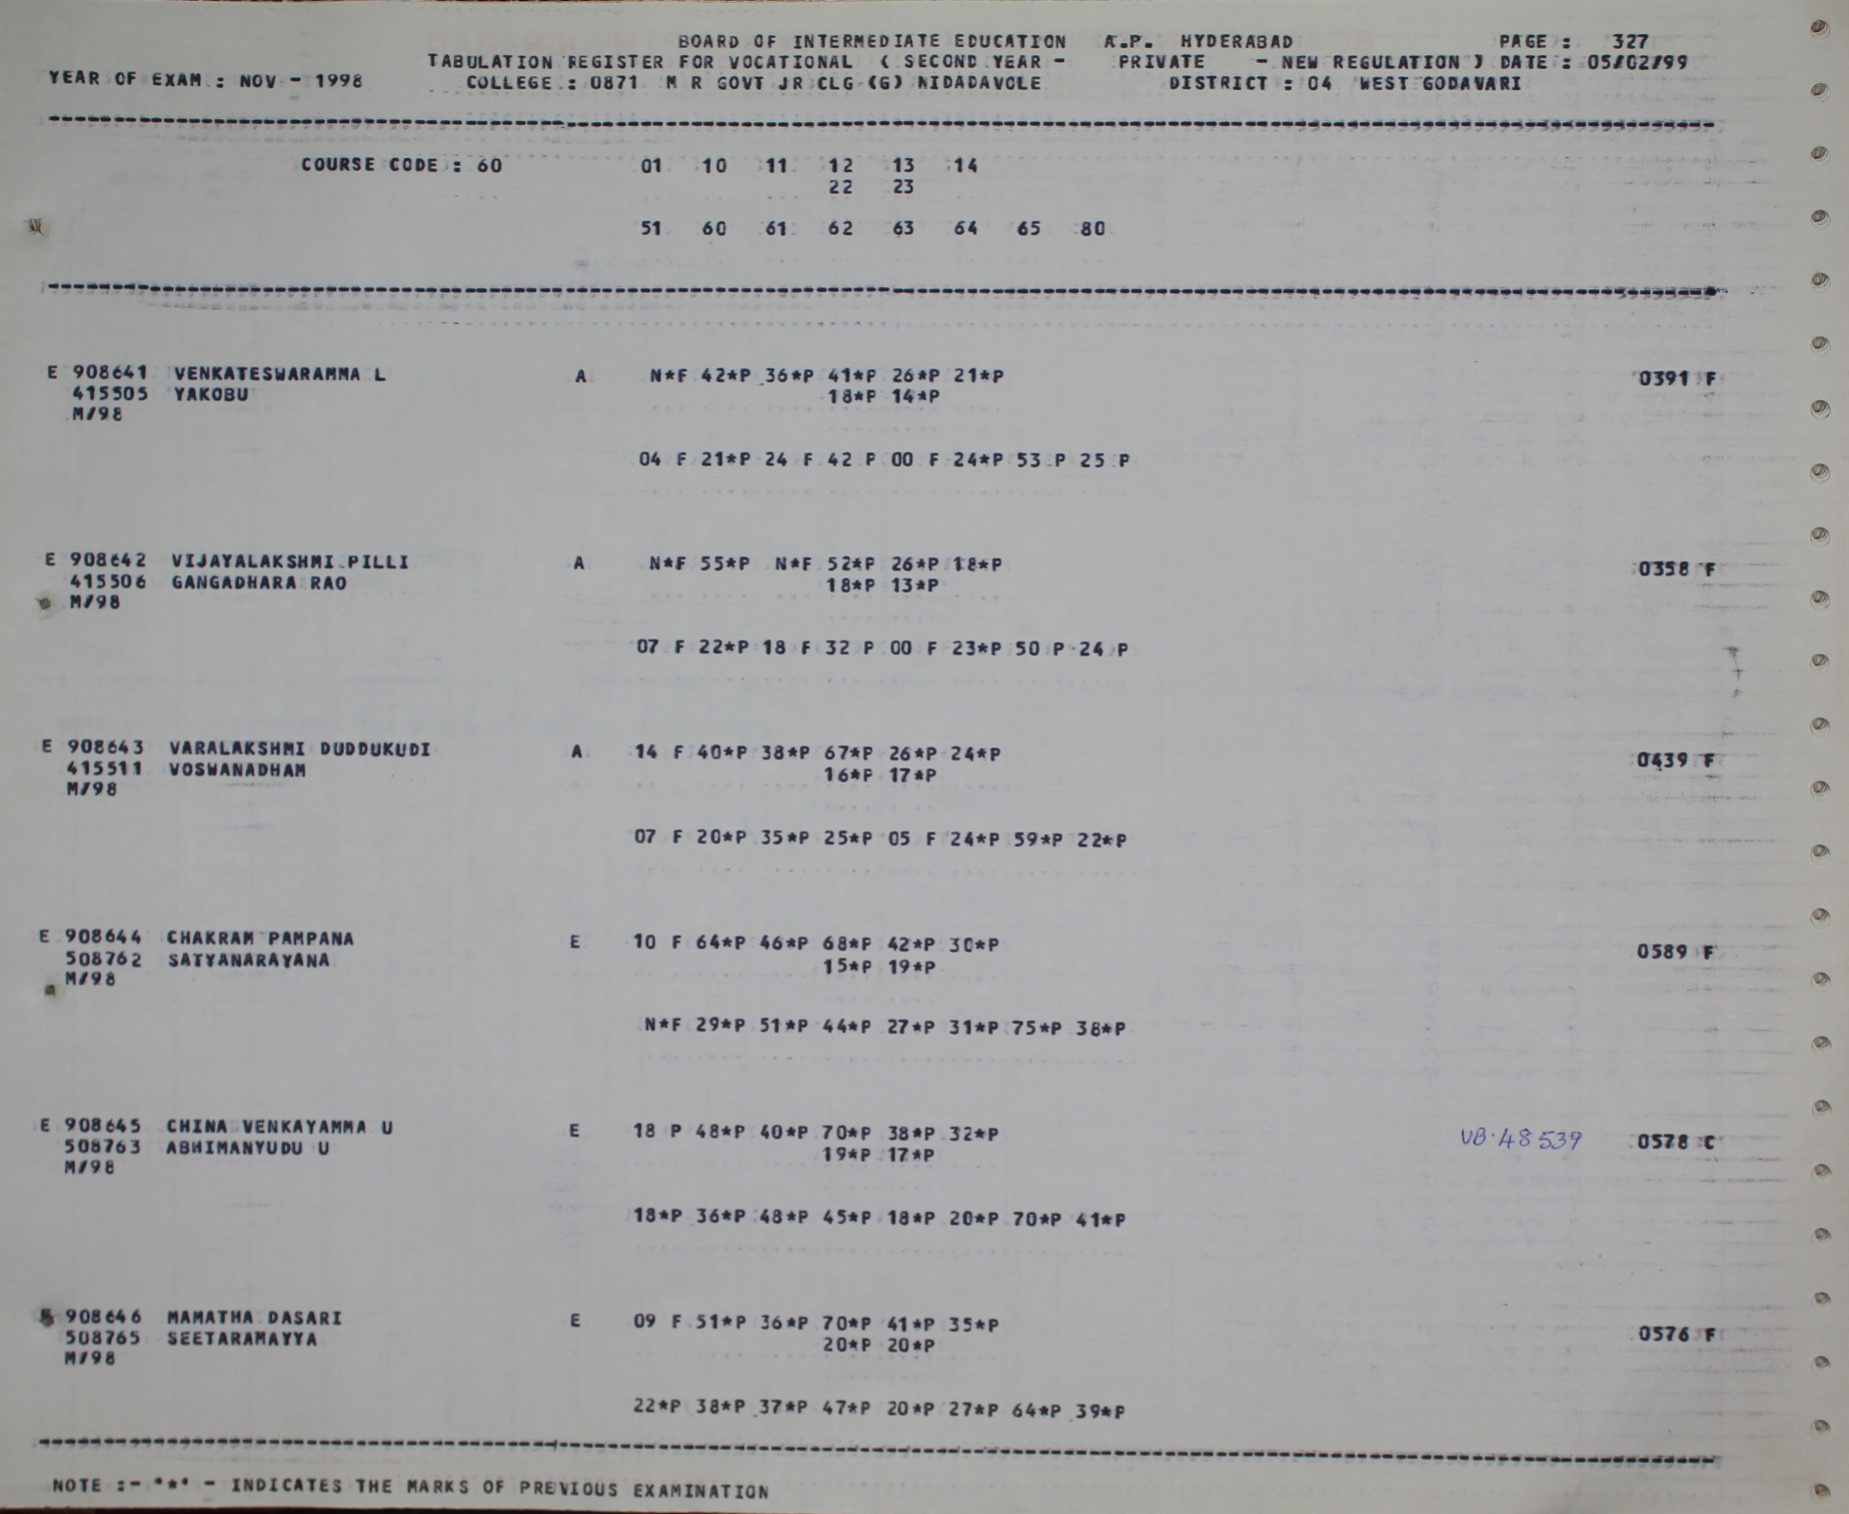 BOARD OF INTERMEDIATE EDUCATION A.P. HYDERABAD PAGE : 327
TABULATION REGISTER FOR VOCATIONAL ( SECOND YEAR - PRIVATE - NEW REGULATION ) DATE : 05/02/99
YEAR OF EXAM : NOV - 1998 COLLEGE : 0871 M R GOVT JR CLG (G) NIDADAVOLE DISTRICT : 04 WEST GODAVARI
COURSE CODE : 60 01 10 11 12 13 14
22 23
51 60 61 62 63 64 65 80
E 908641 VENKATESWARAMMA L A N*F 42*P 36*P 41*P 26*P 21*P 0391 F
415505 YAKOBU 18*P 14*P
M/98
04 F 21*P 24 F 42 P 00 F 24*P 53 P 25 P
E 908642 VIJAYALAKSHMI PILLI A N*F 55*P N*F 52*P 26*P 18*P 0358 F
415506 GANGADHARA RAO 18*P 13*P
M/98
07 F 22*P 18 F 32 P 00 F 23*P 50 P 24 P
E 908643 VARALAKSHMI DUDDUKUDI A 14 F 40*P 38*P 67*P 26*P 24*P 0439 F
415511 VOSWANADHAM 16*P 17*P
M/98
07 F 20*P 35*P 25*P 05 F 24*P 59*P 22*P
E 908644 CHAKRAM PAMPANA E 10 F 64*P 46*P 68*P 42*P 30*P 0589 F
508762 SATYANARAYANA 15*P 19*P
M/98
N*F 29*P 51*P 44*P 27*P 31*P 75*P 38*P
E 908645 CHINA VENKAYAMMA U E 18 P 48*P 40*P 70*P 38*P 32*P VB.48539 0578 C
508763 ABHIMANYUDU U 19*P 17*P
M/98
18*P 36*P 48*P 45*P 18*P 20*P 70*P 41*P
908646 MAMATHA DASARI E 09 F 51*P 36*P 70*P 41*P 35*P 0576 F
508765 SEETARAMAYYA 20*P 20*P
M/98
22*P 38*P 37*P 47*P 20*P 27*P 64*P 39*P
NOTE :- "*" - INDICATES THE MARKS OF PREVIOUS EXAMINATION